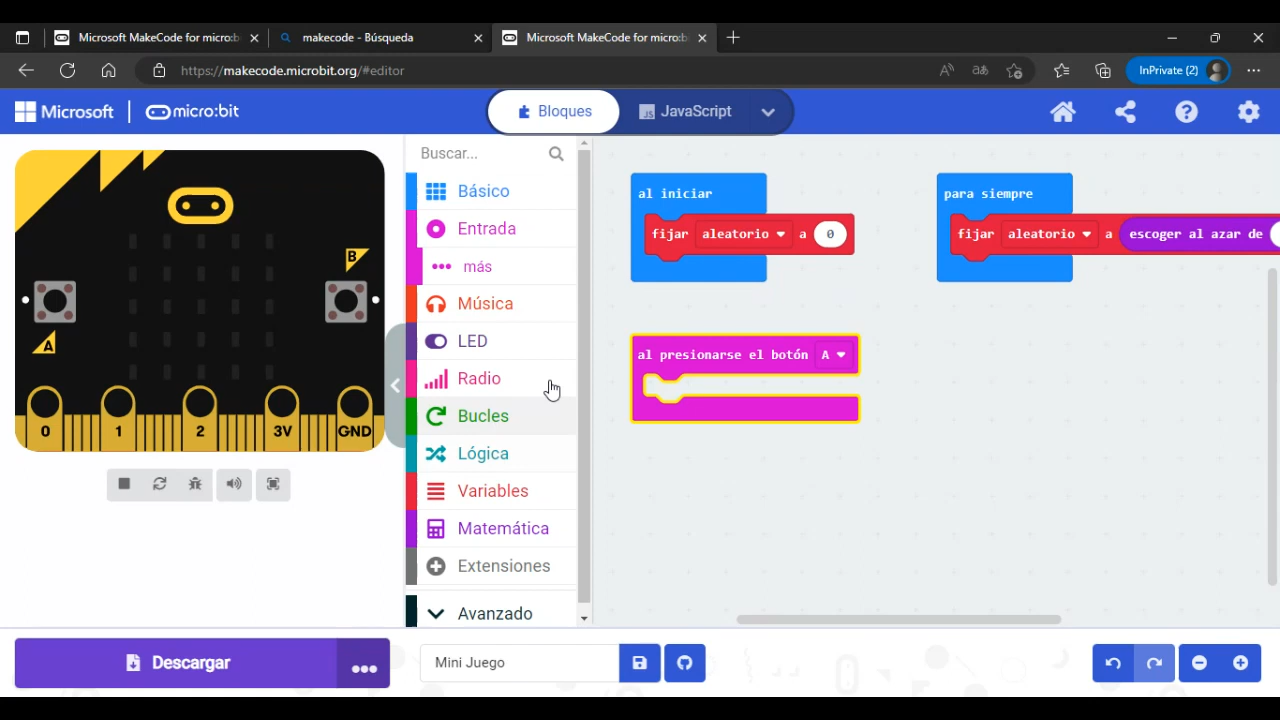 Microsoft MakeCode for micro:b
makecode - Búsqueda
Microsoft MakeCode for micro:b
https://makecode.microbit.org/#editor
InPrivate (2)
Microsoft
micro:bit
Bloques
JS
JavaScript
Buscar...
Básico
Entrada
más
Música
LED
Radio
Bucles
Lógica
Variables
Matemática
Extensiones
Avanzado
A
B
0
1
2
3V
GND
al iniciar
fijar aleatorio a 0
para siempre
fijar aleatorio a escoger al azar de
al presionarse el botón A
Descargar
Mini Juego